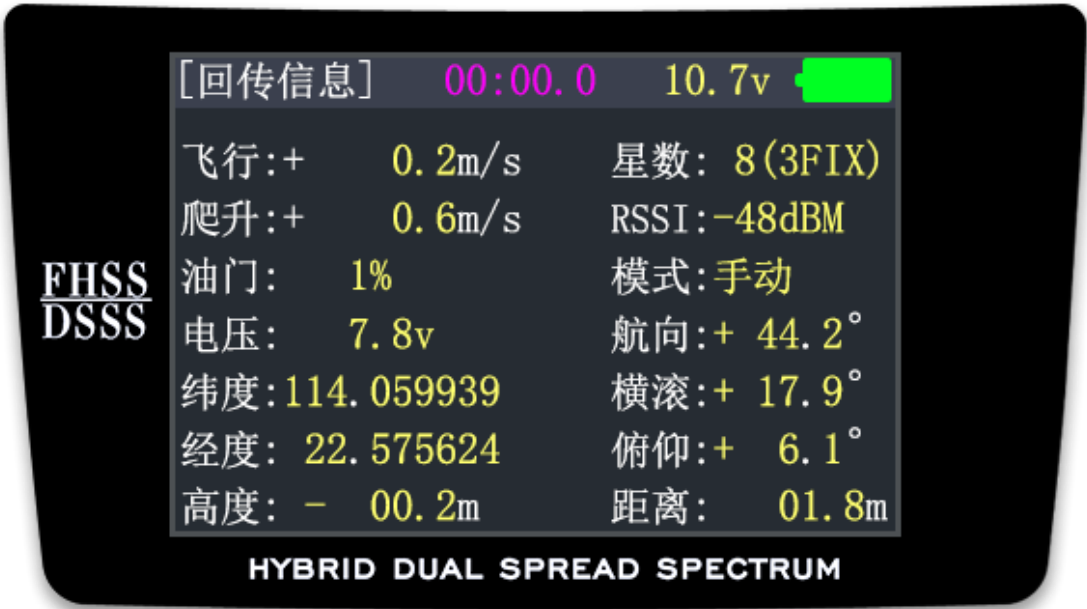 [回传信息] 00:00.0 10.7v
飞行:+ 0.2m/s 星数: 8(3FIX)
爬升:+ 0.6m/s RSSI:-48dBM
油门: 1% 模式:手动
电压: 7.8v 航向:+ 44.2°
纬度:114.059939 横滚:+ 17.9°
经度: 22.575624 俯仰:+ 6.1°
高度: - 00.2m 距离: 01.8m
FHSS
DSSS
HYBRID DUAL SPREAD SPECTRUM